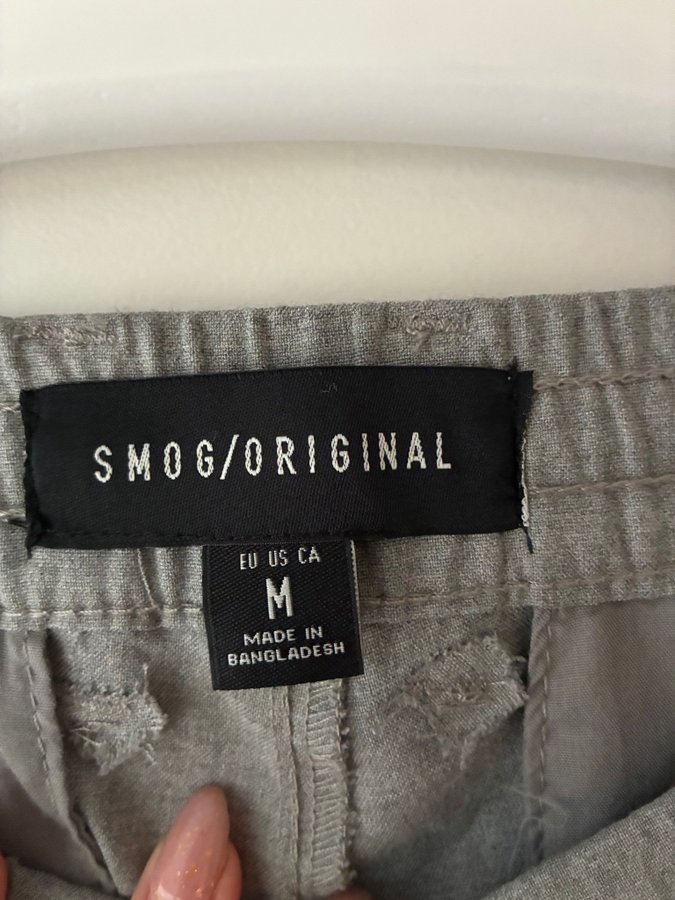 SMOG/ORIGINAL
EU US CA
M
MADE IN
BANGLADESH